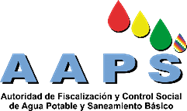 AAPS
Autoridad de Fiscalización y Control Social
de Agua Potable y Saneamiento Básico